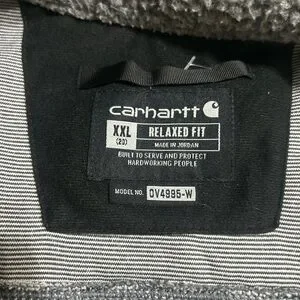 carhartt
XXL RELAXED FIT
(2X) MADE IN JORDAN
BUILT TO SERVE AND PROTECT
HARDWORKING PEOPLE
MODEL NO. OV4995-W